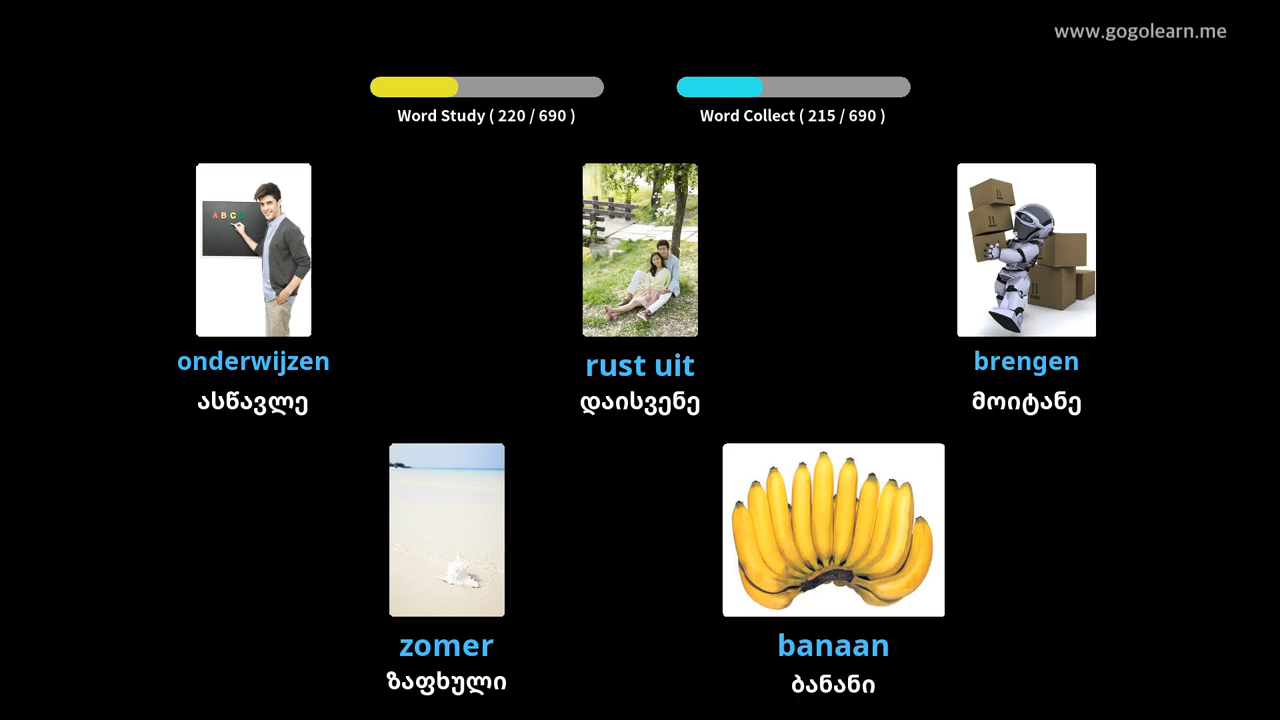 www.gogolearn.me
Word Study ( 220 / 690 )
Word Collect ( 215 / 690 )
A B C D
onderwijzen
rust uit
brengen
ასწავლე
დაისვენე
მოიტანე
zomer
banaan
ზაფხული
ბანანი